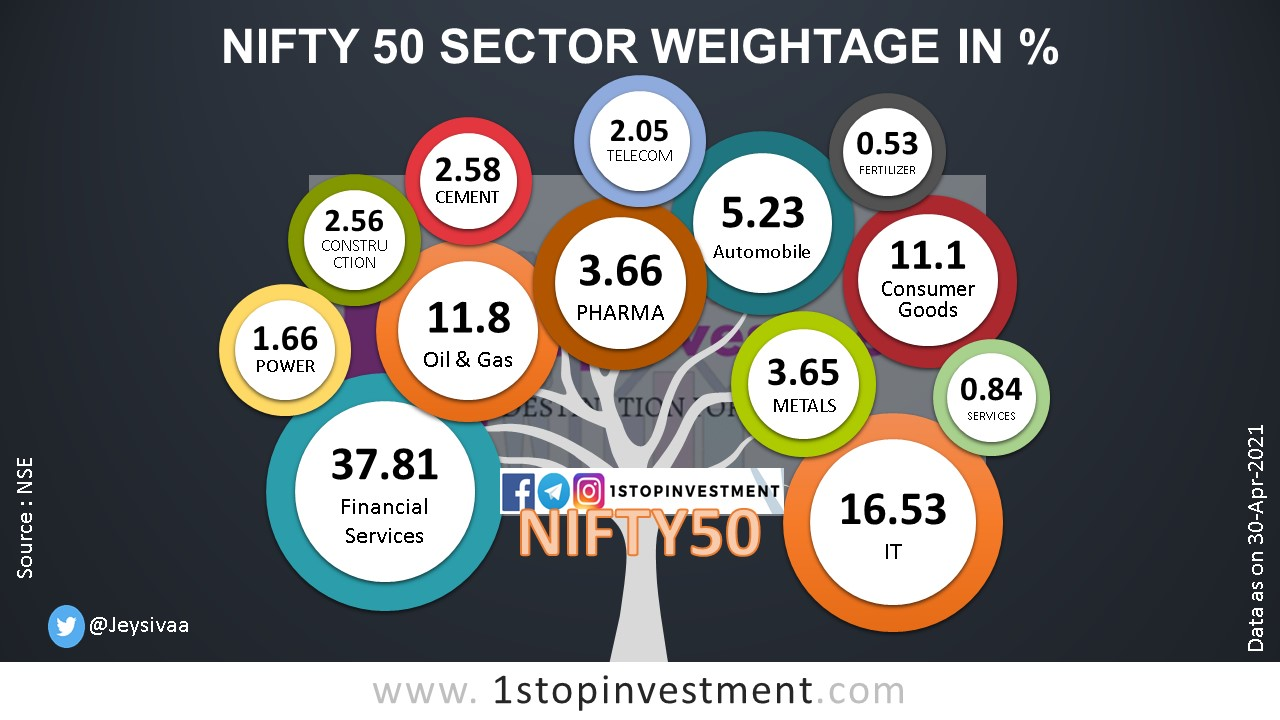 NIFTY 50 SECTOR WEIGHTAGE IN %
2.05
TELECOM
0.53
FERTILIZER
2.58
CEMENT
5.23
Automobile
2.56
CONSTRU
CTION
11.1
Consumer
Goods
3.66
PHARMA
11.8
Oil & Gas
1.66
POWER
3.65
METALS
0.84
SERVICES
37.81
Financial
Services
16.53
IT
1STOPINVESTMENT
NIFTY50
Source : NSE
Data as on 30-Apr-2021
@Jeysivaa
www. 1stopinvestment.com